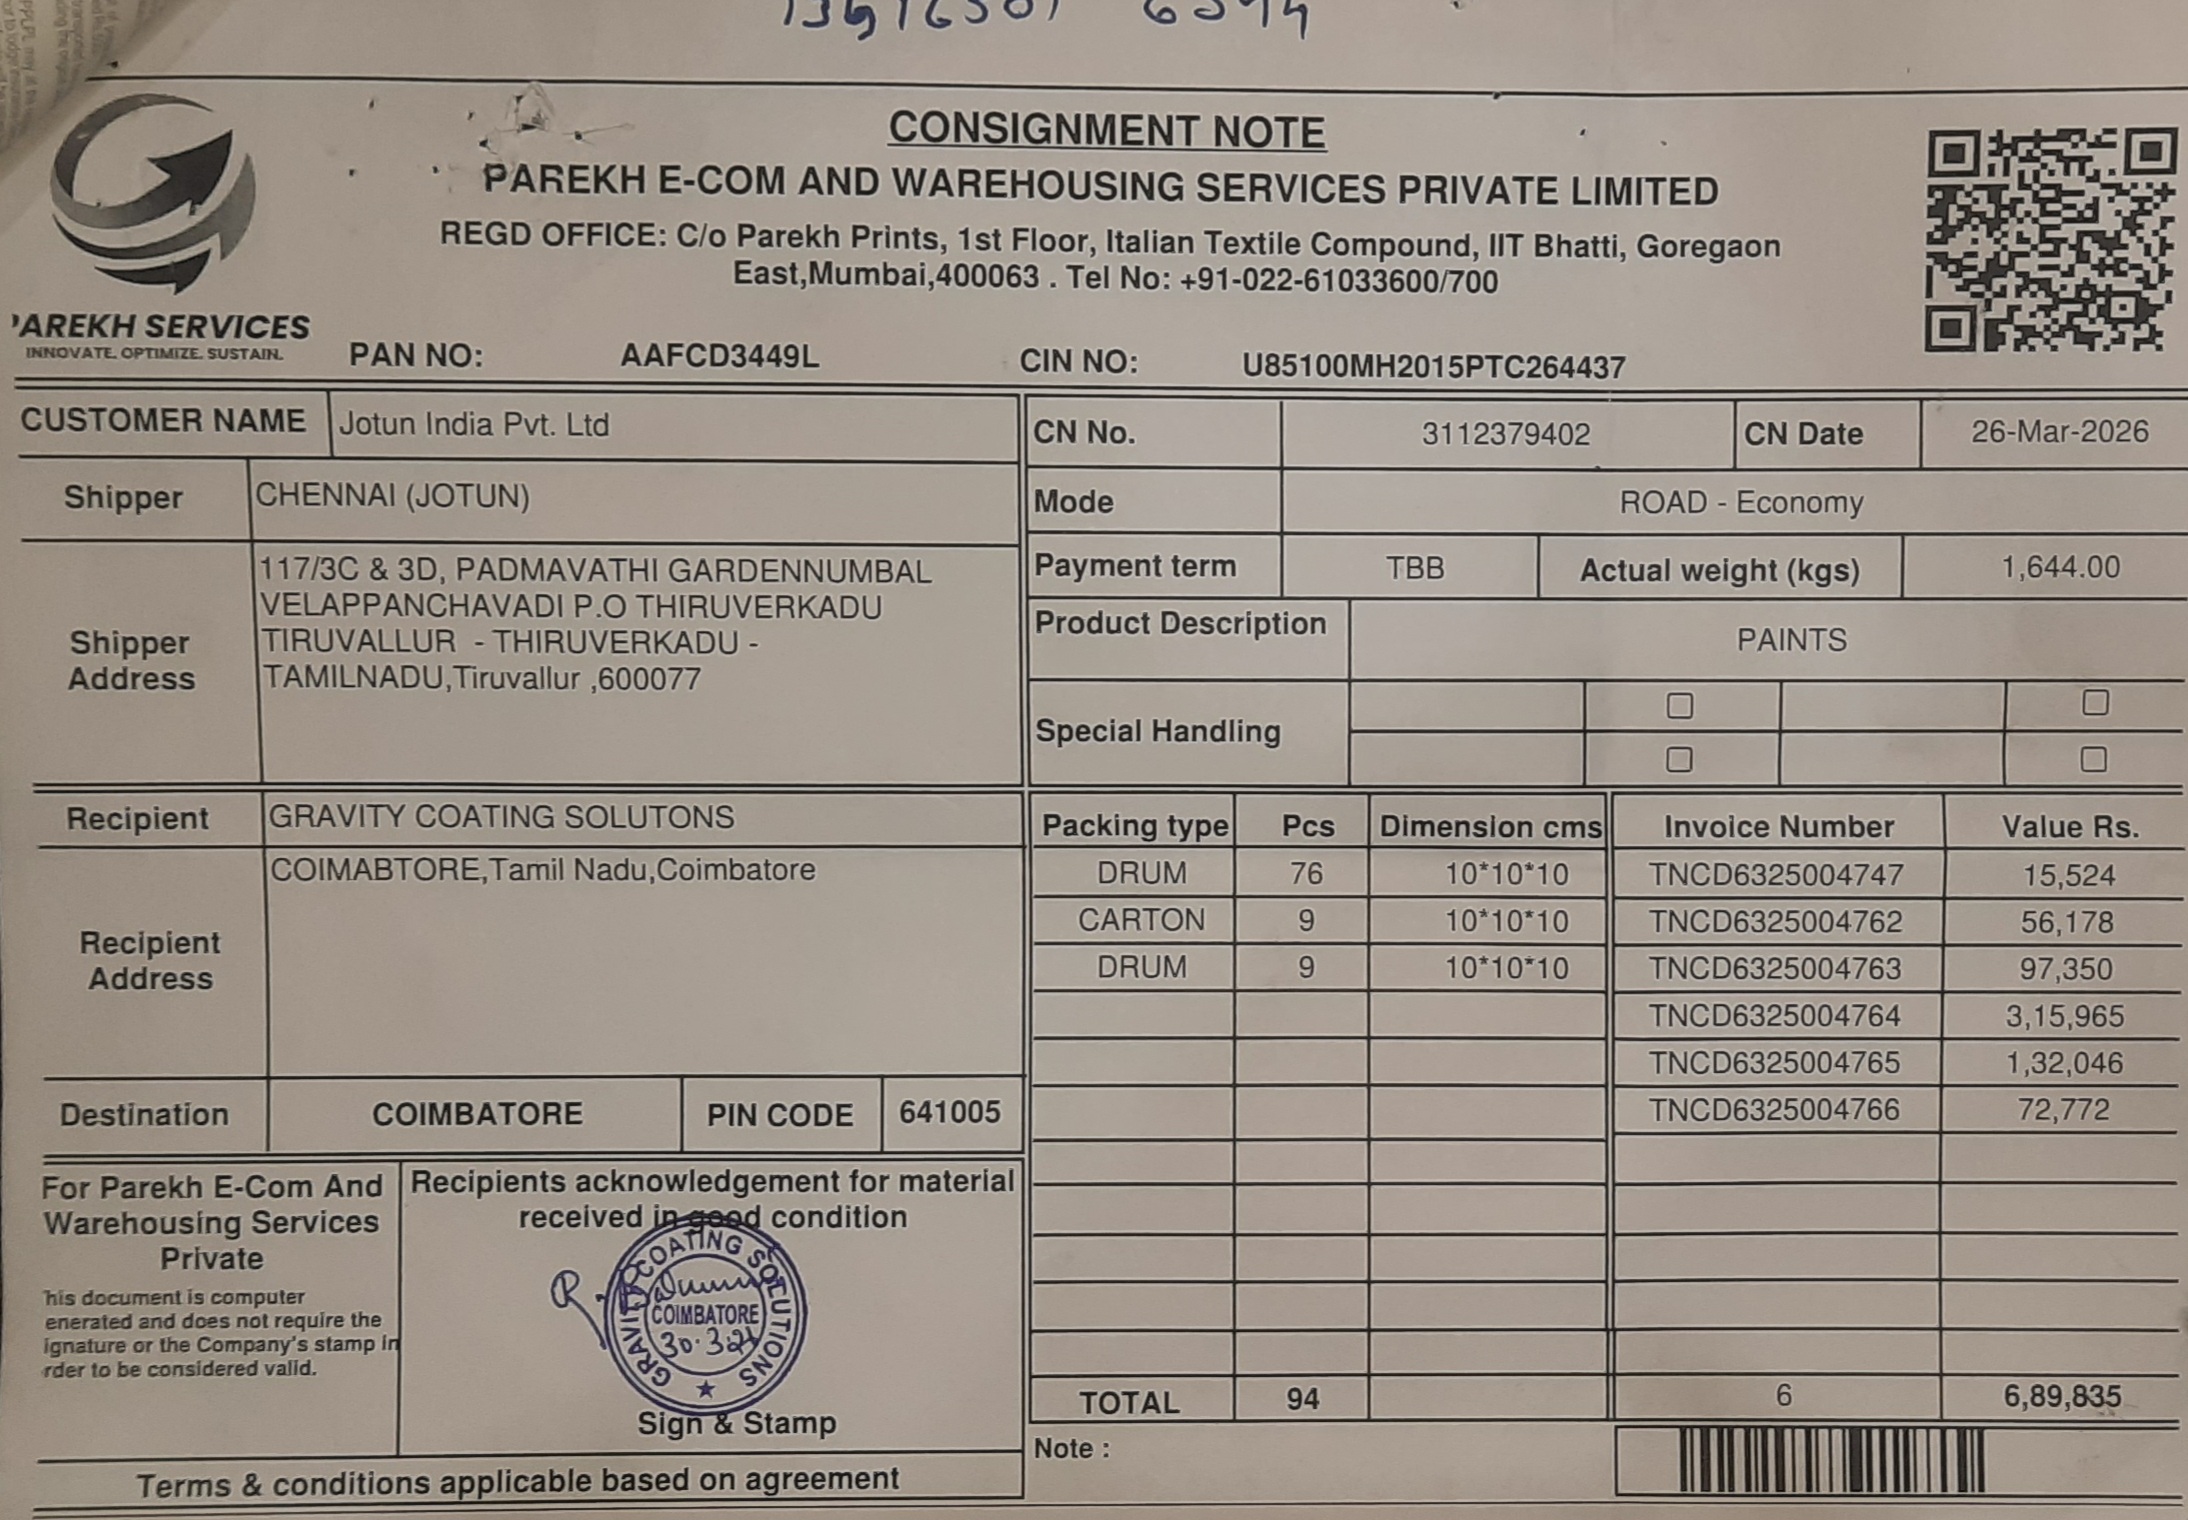 CONSIGNMENT NOTE
PAREKH E-COM AND WAREHOUSING SERVICES PRIVATE LIMITED
REGD OFFICE: C/o Parekh Prints, 1st Floor, Italian Textile Compound, IIT Bhatti, Goregaon
East,Mumbai,400063 . Tel No: +91-022-61033600/700
'AREKH SERVICES
INNOVATE. OPTIMIZE. SUSTAIN.
PAN NO: AAFCD3449L CIN NO: U85100MH2015PTC264437
CUSTOMER NAME Jotun India Pvt. Ltd
CN No. 3112379402 CN Date 26-Mar-2026
Shipper CHENNAI (JOTUN)
Mode ROAD - Economy
Shipper Address
117/3C & 3D, PADMAVATHI GARDENNUMBAL
VELAPPANCHAVADI P.O THIRUVERKADU
TIRUVALLUR - THIRUVERKADU -
TAMILNADU,Tiruvallur ,600077
Payment term TBB Actual weight (kgs) 1,644.00
Product Description PAINTS
Special Handling
Recipient GRAVITY COATING SOLUTONS
Recipient Address COIMABTORE,Tamil Nadu,Coimbatore
Destination COIMBATORE PIN CODE 641005
Packing type Pcs Dimension cms Invoice Number Value Rs.
DRUM 76 10*10*10 TNCD6325004747 15,524
CARTON 9 10*10*10 TNCD6325004762 56,178
DRUM 9 10*10*10 TNCD6325004763 97,350
TNCD6325004764 3,15,965
TNCD6325004765 1,32,046
TNCD6325004766 72,772
TOTAL 94 6 6,89,835
Note :
For Parekh E-Com And
Warehousing Services
Private
his document is computer
enerated and does not require the
ignature or the Company's stamp in
rder to be considered valid.
Recipients acknowledgement for material
received in good condition
GRAVITY COATING SOLUTIONS
COIMBATORE
Sign & Stamp
Terms & conditions applicable based on agreement